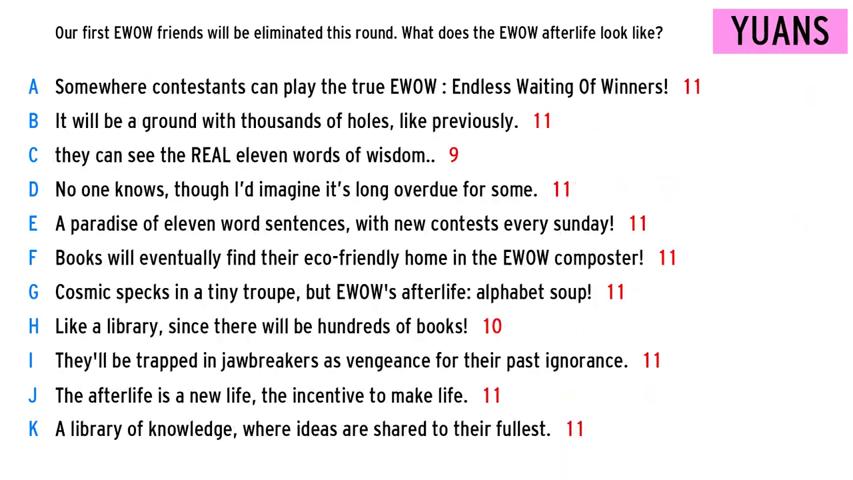 Our first EWOW friends will be eliminated this round. What does the EWOW afterlife look like?
YUANS
A Somewhere contestants can play the true EWOW : Endless Waiting Of Winners! 11
B It will be a ground with thousands of holes, like previously. 11
C they can see the REAL eleven words of wisdom.. 9
D No one knows, though I'd imagine it's long overdue for some. 11
E A paradise of eleven word sentences, with new contests every sunday! 11
F Books will eventually find their eco-friendly home in the EWOW composter! 11
G Cosmic specks in a tiny troupe, but EWOW's afterlife: alphabet soup! 11
H Like a library, since there will be hundreds of books! 10
I They'll be trapped in jawbreakers as vengeance for their past ignorance. 11
J The afterlife is a new life, the incentive to make life. 11
K A library of knowledge, where ideas are shared to their fullest. 11